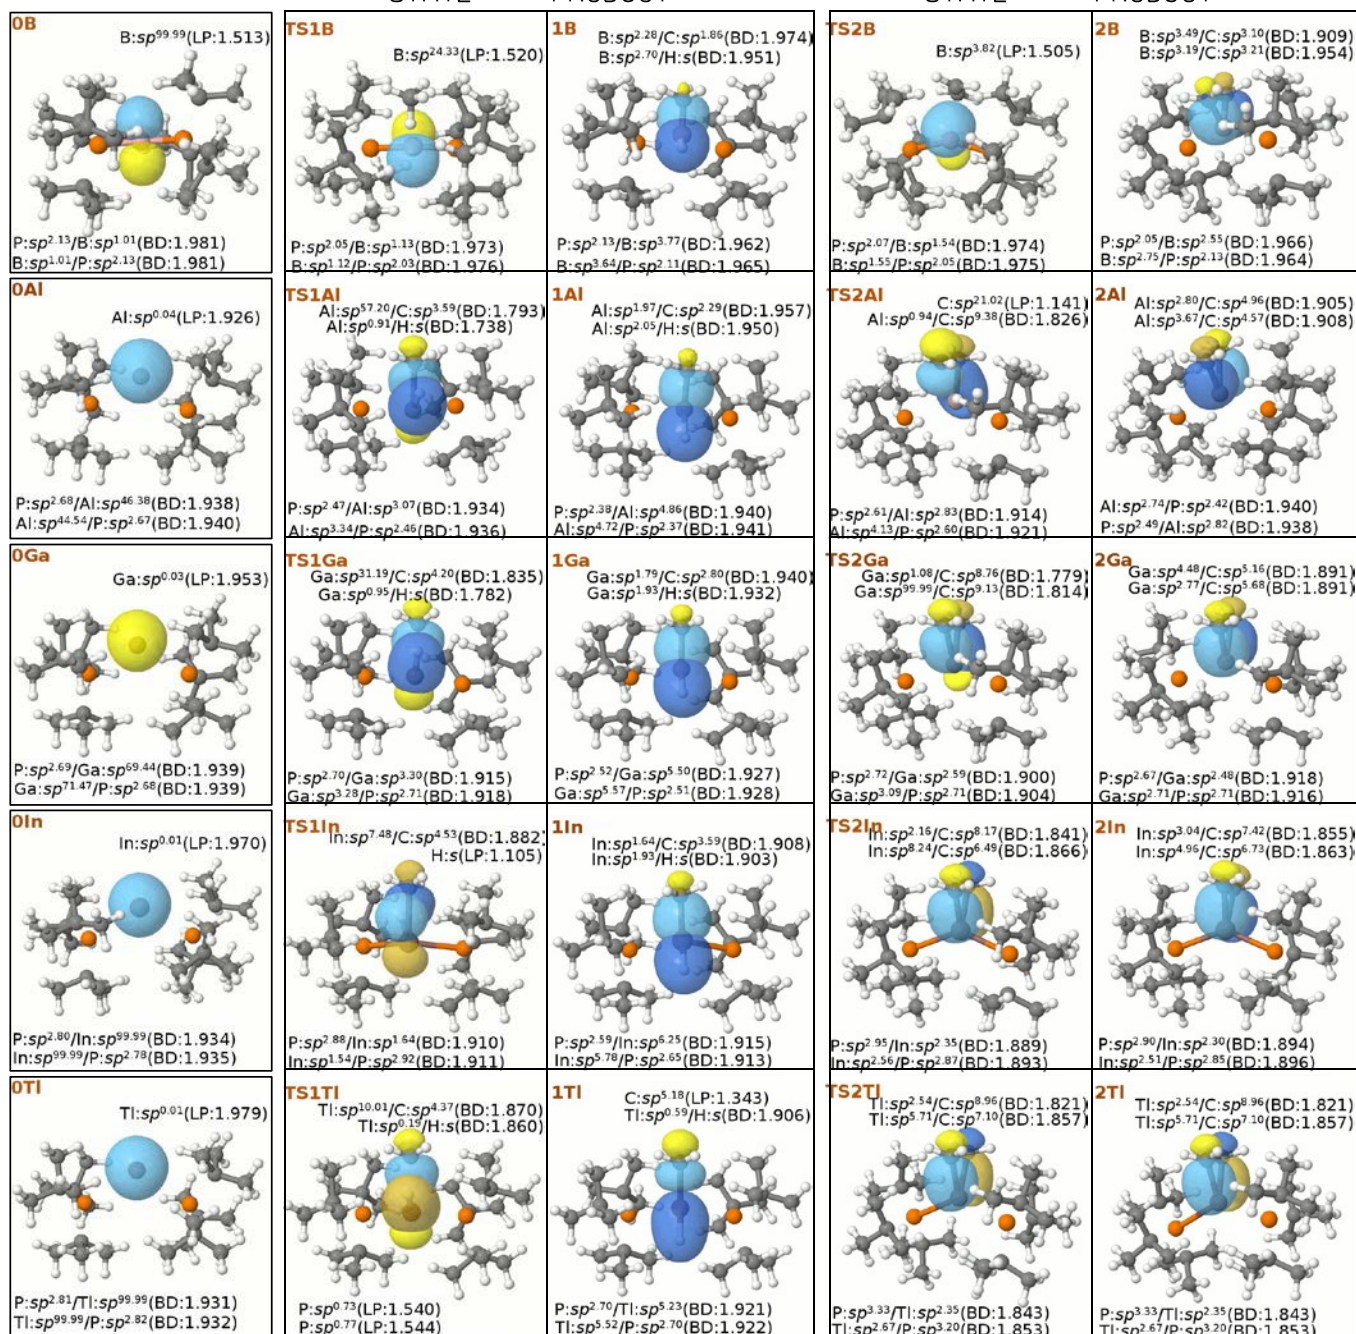 0B
B:sp99.99(LP:1.513)
P:sp2.13/B:sp1.01(BD:1.981)
B:sp1.01/P:sp2.13(BD:1.981)
TS1B
B:sp24.33(LP:1.520)
P:sp2.05/B:sp1.13(BD:1.973)
B:sp1.12/P:sp2.03(BD:1.976)
1B
B:sp2.28/C:sp1.86(BD:1.974)
B:sp2.70/H:s(BD:1.951)
P:sp2.13/B:sp3.77(BD:1.962)
B:sp3.64/P:sp2.11(BD:1.965)
TS2B
B:sp3.82(LP:1.505)
P:sp2.07/B:sp1.54(BD:1.974)
B:sp1.55/P:sp2.05(BD:1.975)
2B
B:sp3.49/C:sp3.10(BD:1.909)
B:sp3.19/C:sp3.21(BD:1.954)
P:sp2.05/B:sp2.55(BD:1.966)
B:sp2.75/P:sp2.13(BD:1.964)
0Al
Al:sp0.04(LP:1.926)
P:sp2.68/Al:sp46.38(BD:1.938)
Al:sp44.54/P:sp2.67(BD:1.940)
TS1Al
Al:sp57.20/C:sp3.59(BD:1.793)
Al:sp0.91/H:s(BD:1.738)
P:sp2.47/Al:sp3.07(BD:1.934)
Al:sp3.34/P:sp2.46(BD:1.936)
1Al
Al:sp1.97/C:sp2.29(BD:1.957)
Al:sp2.05/H:s(BD:1.950)
P:sp2.38/Al:sp4.86(BD:1.940)
Al:sp4.72/P:sp2.37(BD:1.941)
TS2Al
C:sp21.02(LP:1.141)
Al:sp0.94/C:sp9.38(BD:1.826)
P:sp2.61/Al:sp2.83(BD:1.914)
Al:sp4.13/P:sp2.60(BD:1.921)
2Al
Al:sp2.80/C:sp4.96(BD:1.905)
Al:sp3.67/C:sp4.57(BD:1.908)
Al:sp2.74/P:sp2.42(BD:1.940)
P:sp2.49/Al:sp2.82(BD:1.938)
0Ga
Ga:sp0.03(LP:1.953)
P:sp2.69/Ga:sp69.44(BD:1.939)
Ga:sp71.47/P:sp2.68(BD:1.939)
TS1Ga
Ga:sp31.19/C:sp4.20(BD:1.835)
Ga:sp0.95/H:s(BD:1.782)
P:sp2.70/Ga:sp3.30(BD:1.915)
Ga:sp3.28/P:sp2.71(BD:1.918)
1Ga
Ga:sp1.79/C:sp2.80(BD:1.940)
Ga:sp1.93/H:s(BD:1.932)
P:sp2.52/Ga:sp5.50(BD:1.927)
Ga:sp5.57/P:sp2.51(BD:1.928)
TS2Ga
Ga:sp1.08/C:sp8.76(BD:1.779)
Ga:sp99.99/C:sp9.13(BD:1.814)
P:sp2.72/Ga:sp2.59(BD:1.900)
Ga:sp3.09/P:sp2.71(BD:1.904)
2Ga
Ga:sp4.48/C:sp5.16(BD:1.891)
Ga:sp2.77/C:sp5.68(BD:1.891)
P:sp2.67/Ga:sp2.48(BD:1.918)
Ga:sp2.71/P:sp2.71(BD:1.916)
0In
In:sp0.01(LP:1.970)
P:sp2.80/In:sp99.99(BD:1.934)
In:sp99.99/P:sp2.78(BD:1.935)
TS1In
In:sp7.48/C:sp4.53(BD:1.882)
H:s(LP:1.105)
P:sp2.88/In:sp1.64(BD:1.910)
In:sp1.54/P:sp2.92(BD:1.911)
1In
In:sp1.64/C:sp3.59(BD:1.908)
In:sp1.93/H:s(BD:1.903)
P:sp2.59/In:sp6.25(BD:1.915)
In:sp5.78/P:sp2.65(BD:1.913)
TS2In
In:sp2.16/C:sp8.17(BD:1.841)
In:sp8.24/C:sp6.49(BD:1.866)
P:sp2.95/In:sp2.35(BD:1.889)
In:sp2.56/P:sp2.87(BD:1.893)
2In
In:sp3.04/C:sp7.42(BD:1.855)
In:sp4.96/C:sp6.73(BD:1.863)
P:sp2.90/In:sp2.30(BD:1.894)
In:sp2.51/P:sp2.85(BD:1.896)
0Tl
Tl:sp0.01(LP:1.979)
P:sp2.81/Tl:sp99.99(BD:1.931)
Tl:sp99.99/P:sp2.82(BD:1.932)
TS1Tl
Tl:sp10.01/C:sp4.37(BD:1.870)
Tl:sp0.19/H:s(BD:1.860)
P:sp0.73(LP:1.540)
P:sp0.77(LP:1.544)
1Tl
C:sp5.18(LP:1.343)
Tl:sp0.59/H:s(BD:1.906)
P:sp2.70/Tl:sp5.23(BD:1.921)
Tl:sp5.52/P:sp2.70(BD:1.922)
TS2Tl
Tl:sp2.54/C:sp8.96(BD:1.821)
Tl:sp5.71/C:sp7.10(BD:1.857)
P:sp3.33/Tl:sp2.35(BD:1.843)
Tl:sp2.67/P:sp3.20(BD:1.853)
2Tl
Tl:sp2.54/C:sp8.96(BD:1.821)
Tl:sp5.71/C:sp7.10(BD:1.857)
P:sp3.33/Tl:sp2.35(BD:1.843)
Tl:sp2.67/P:sp3.20(BD:1.853)